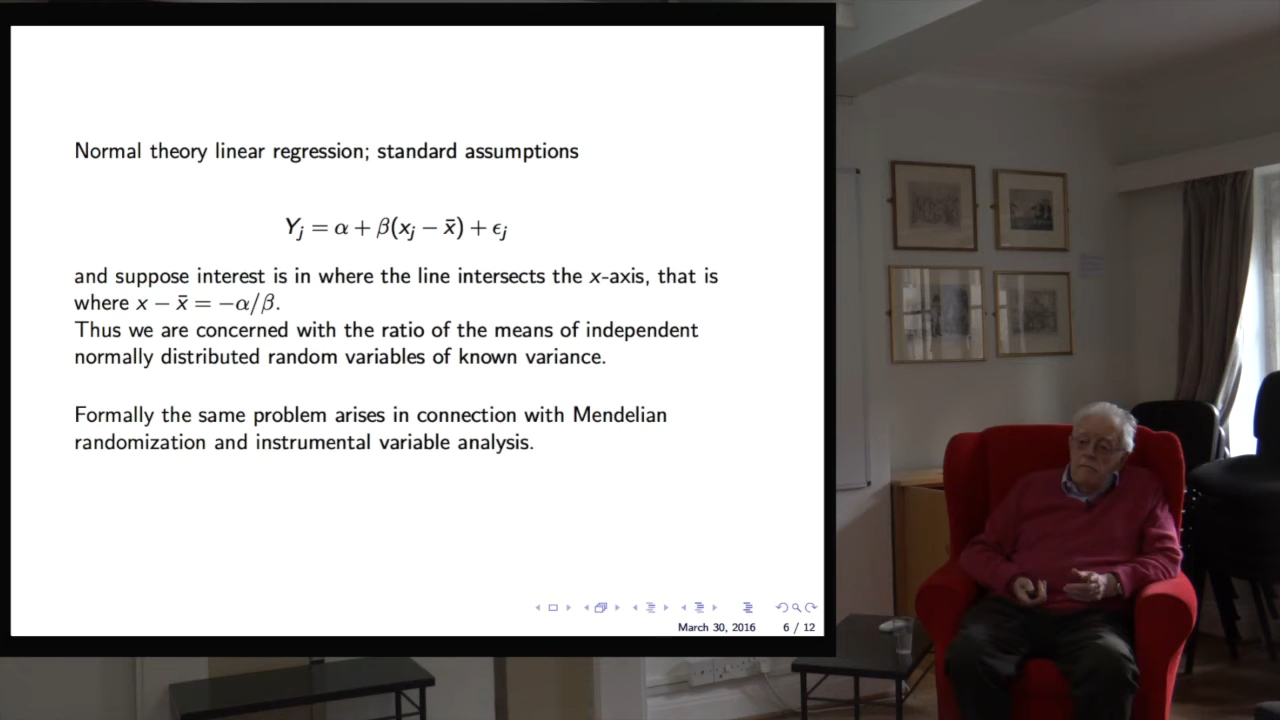 Normal theory linear regression; standard assumptions
Yⱼ = α + β(xⱼ − x̄) + ϵⱼ
and suppose interest is in where the line intersects the x-axis, that is
where x − x̄ = −α/β.
Thus we are concerned with the ratio of the means of independent
normally distributed random variables of known variance.
Formally the same problem arises in connection with Mendelian
randomization and instrumental variable analysis.
March 30, 2016 6 / 12